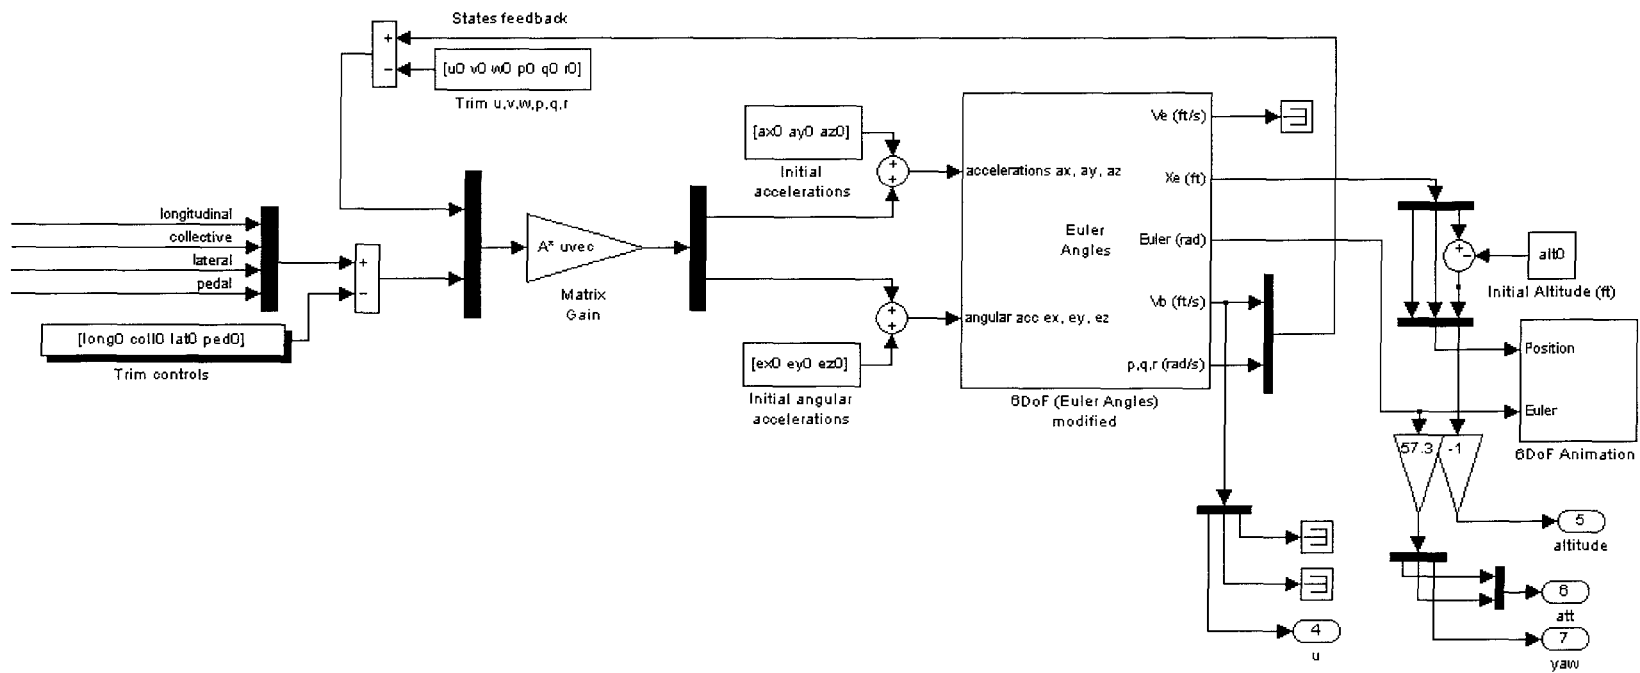 States feedback
+
−
[u0 v0 w0 p0 q0 r0]
Trim u,v,w,p,q,r
longitudinal
collective
lateral
pedal
+
−
[long0 coll0 lat0 ped0]
Trim controls
A* uvec
Matrix
Gain
[ax0 ay0 az0]
Initial
accelerations
+
+
+
+
[ex0 ey0 ez0]
Initial angular
accelerations
accelerations ax, ay, az
angular acc ex, ey, ez
Euler
Angles
Ve (ft/s)
Xe (ft)
Euler (rad)
Vb (ft/s)
p,q,r (rad/s)
6DoF (Euler Angles)
modified
+
−
alt0
Initial Altitude (ft)
Position
Euler
6DoF Animation
57.3
-1
5
altitude
6
att
7
yaw
4
u